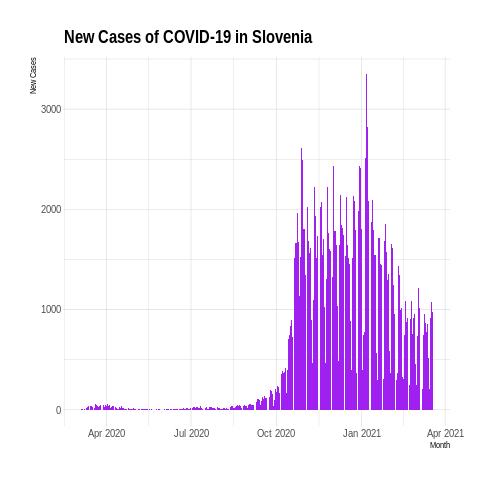 New Cases of COVID-19 in Slovenia
New Cases
3000
2000
1000
0
Apr 2020 Jul 2020 Oct 2020 Jan 2021 Apr 2021
Month